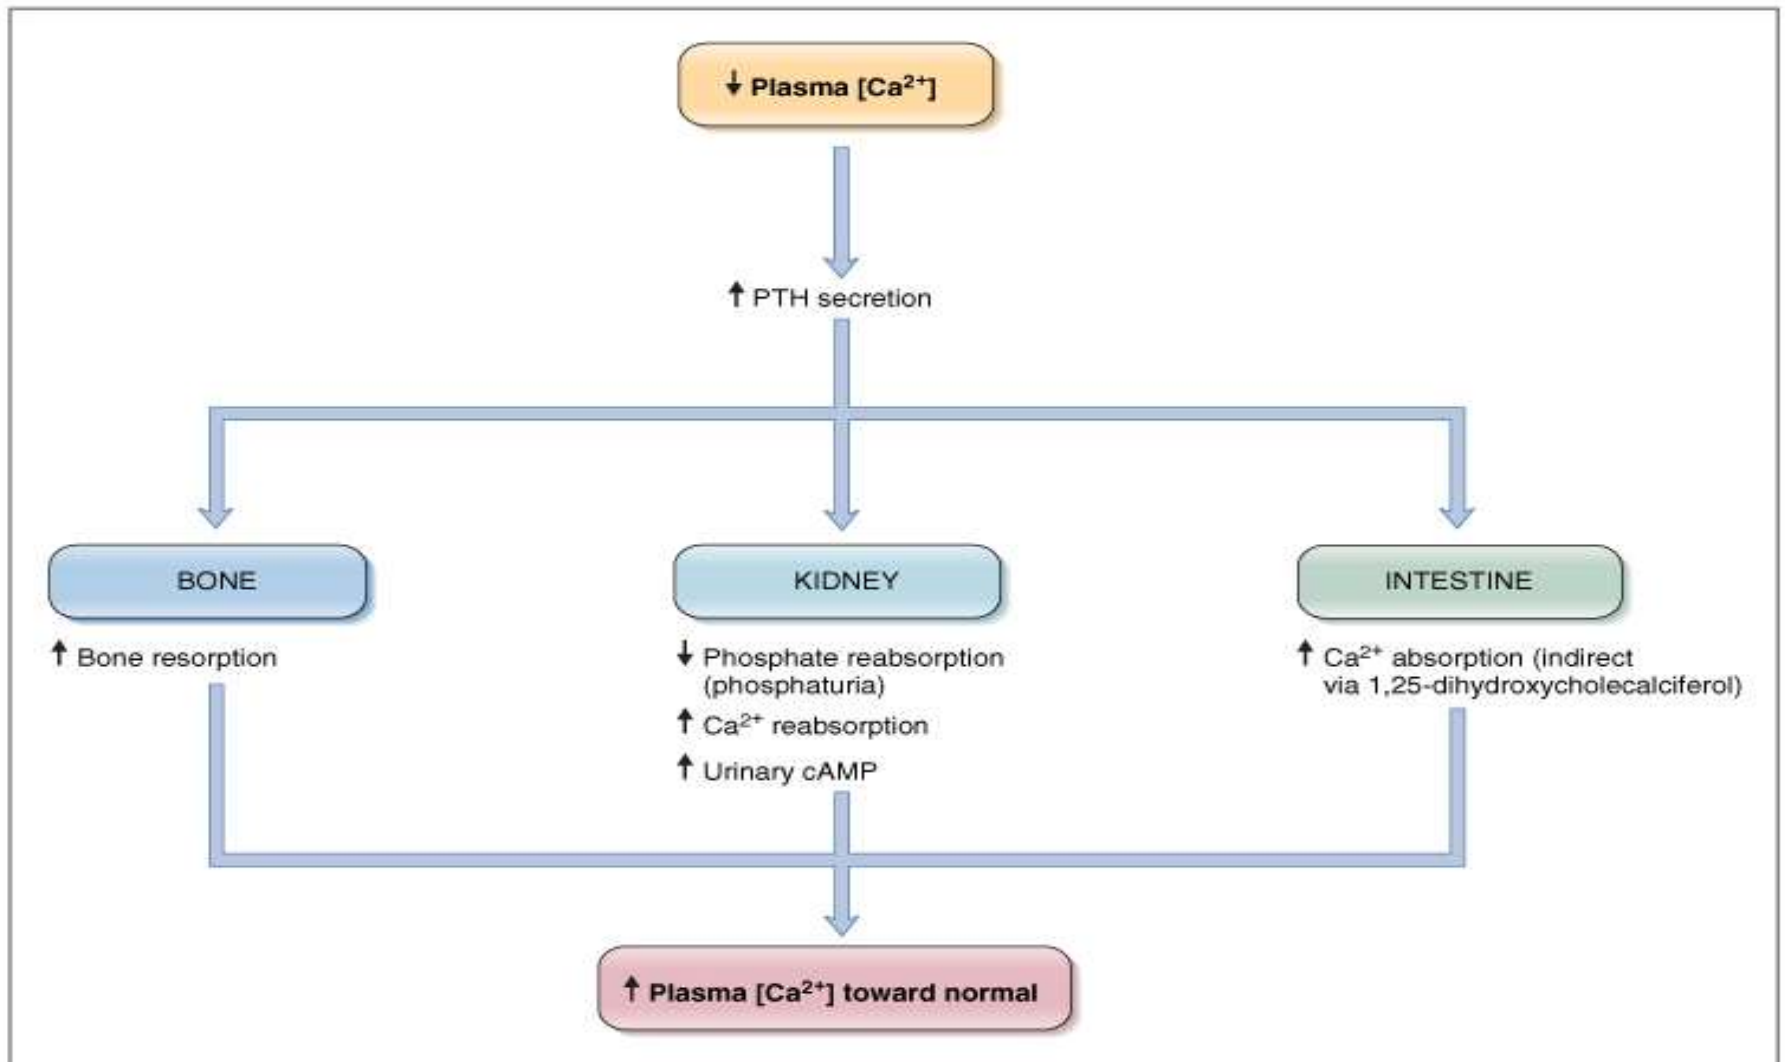 ↓ Plasma [Ca²⁺]
↑ PTH secretion
BONE
↑ Bone resorption
KIDNEY
↓ Phosphate reabsorption
(phosphaturia)
↑ Ca²⁺ reabsorption
↑ Urinary cAMP
INTESTINE
↑ Ca²⁺ absorption (indirect
via 1,25-dihydroxycholecalciferol)
↑ Plasma [Ca²⁺] toward normal